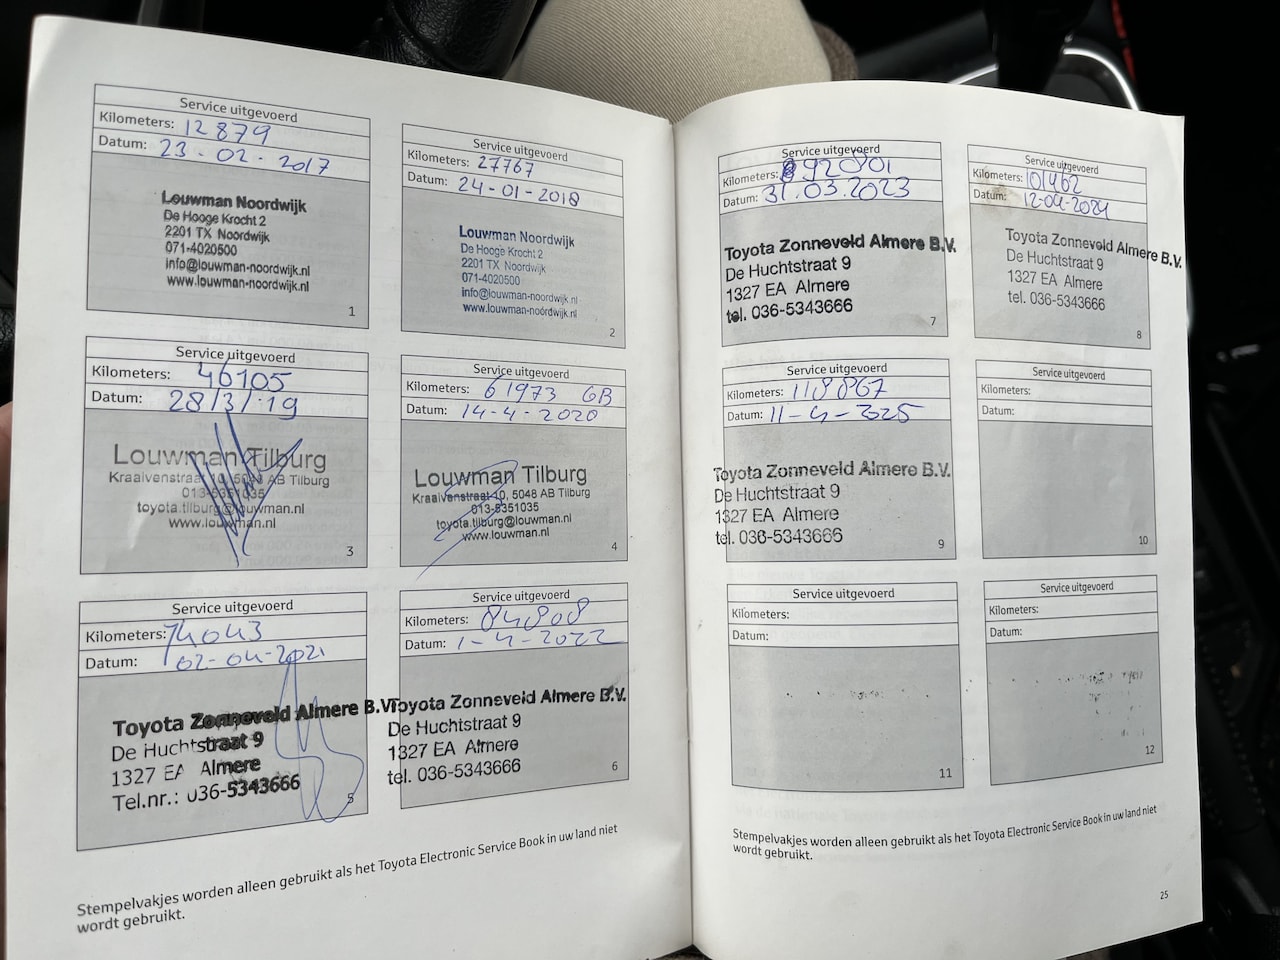 Service uitgevoerd
Kilometers: 12879
Datum: 23-02-2017
Louwman Noordwijk
De Hooge Krocht 2
2201 TX Noordwijk
071-4020500
info@louwman-noordwijk.nl
www.louwman-noordwijk.nl
1
Service uitgevoerd
Kilometers: 27767
Datum: 24-01-2018
Louwman Noordwijk
De Hooge Krocht 2
2201 TX Noordwijk
071-4020500
info@louwman-noordwijk.nl
www.louwman-noordwijk.nl
2
Service uitgevoerd
Kilometers: 46105
Datum: 28/3/19
Louwman Tilburg
Kraaivenstraat 10, 5048 AB Tilburg
013-5351035
toyota.tilburg@louwman.nl
www.louwman.nl
3
Service uitgevoerd
Kilometers: 61973 GB
Datum: 14-4-2020
Louwman Tilburg
Kraaivenstraat 10, 5048 AB Tilburg
013-5351035
toyota.tilburg@louwman.nl
www.louwman.nl
4
Service uitgevoerd
Kilometers: 74043
Datum: 02-04-2021
Toyota Zonneveld Almere B.V.
De Huchtstraat 9
1327 EA Almere
Tel.nr.: 036-5343666
5
Service uitgevoerd
Kilometers: 84808
Datum: 1-4-2022
Toyota Zonneveld Almere B.V.
De Huchtstraat 9
1327 EA Almere
tel. 036-5343666
6
Stempelvakjes worden alleen gebruikt als het Toyota Electronic Service Book in uw land niet
wordt gebruikt.
Service uitgevoerd
Kilometers: 92801
Datum: 31.03.2023
Toyota Zonneveld Almere B.V.
De Huchtstraat 9
1327 EA Almere
tel. 036-5343666
7
Service uitgevoerd
Kilometers: 101462
Datum: 12-04-2024
Toyota Zonneveld Almere B.V.
De Huchtstraat 9
1327 EA Almere
tel. 036-5343666
8
Service uitgevoerd
Kilometers: 118867
Datum: 11-4-2025
Toyota Zonneveld Almere B.V.
De Huchtstraat 9
1327 EA Almere
tel. 036-5343666
9
Service uitgevoerd
Kilometers:
Datum:
10
Service uitgevoerd
Kilometers:
Datum:
11
Service uitgevoerd
Kilometers:
Datum:
12
Stempelvakjes worden alleen gebruikt als het Toyota Electronic Service Book in uw land niet
wordt gebruikt.
25